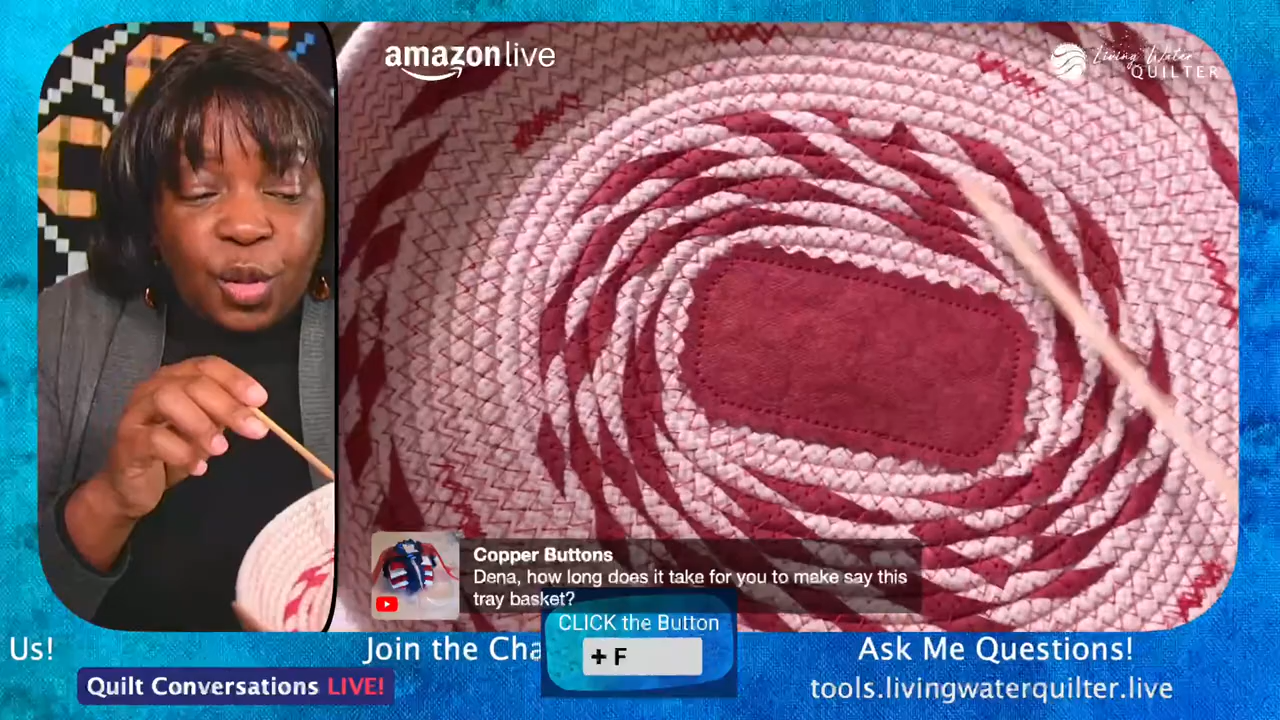 amazon live
Living Water
QUILTER
Copper Buttons
Dena, how long does it take for you to make say this
tray basket?
CLICK the Button
+ F
Us!
Join the Cha
Ask Me Questions!
Quilt Conversations LIVE!
tools.livingwaterquilter.live